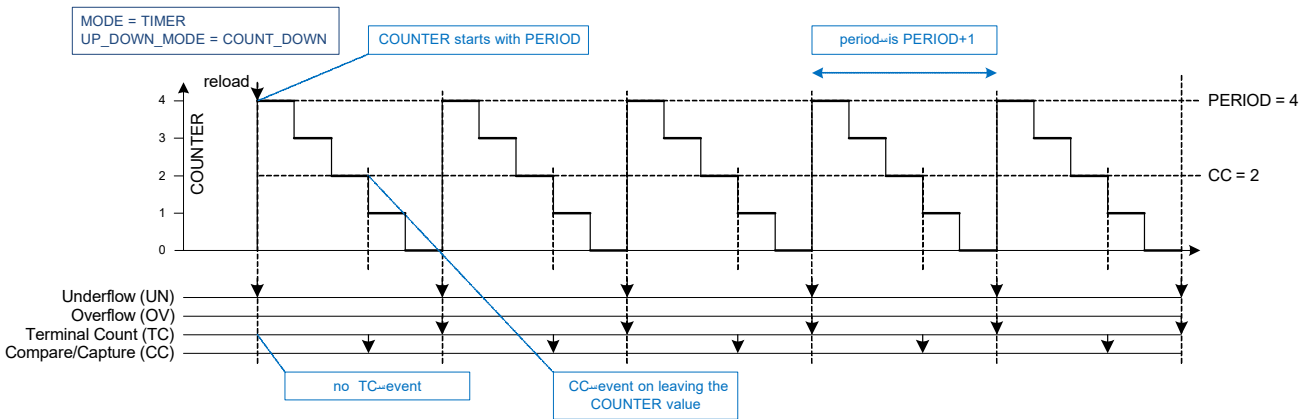 MODE = TIMER
UP_DOWN_MODE = COUNT_DOWN
COUNTER starts with PERIOD
period is PERIOD+1
reload
COUNTER
4
3
2
1
0
PERIOD = 4
CC = 2
Underflow (UN)
Overflow (OV)
Terminal Count (TC)
Compare/Capture (CC)
no TC event
CC event on leaving the
COUNTER value